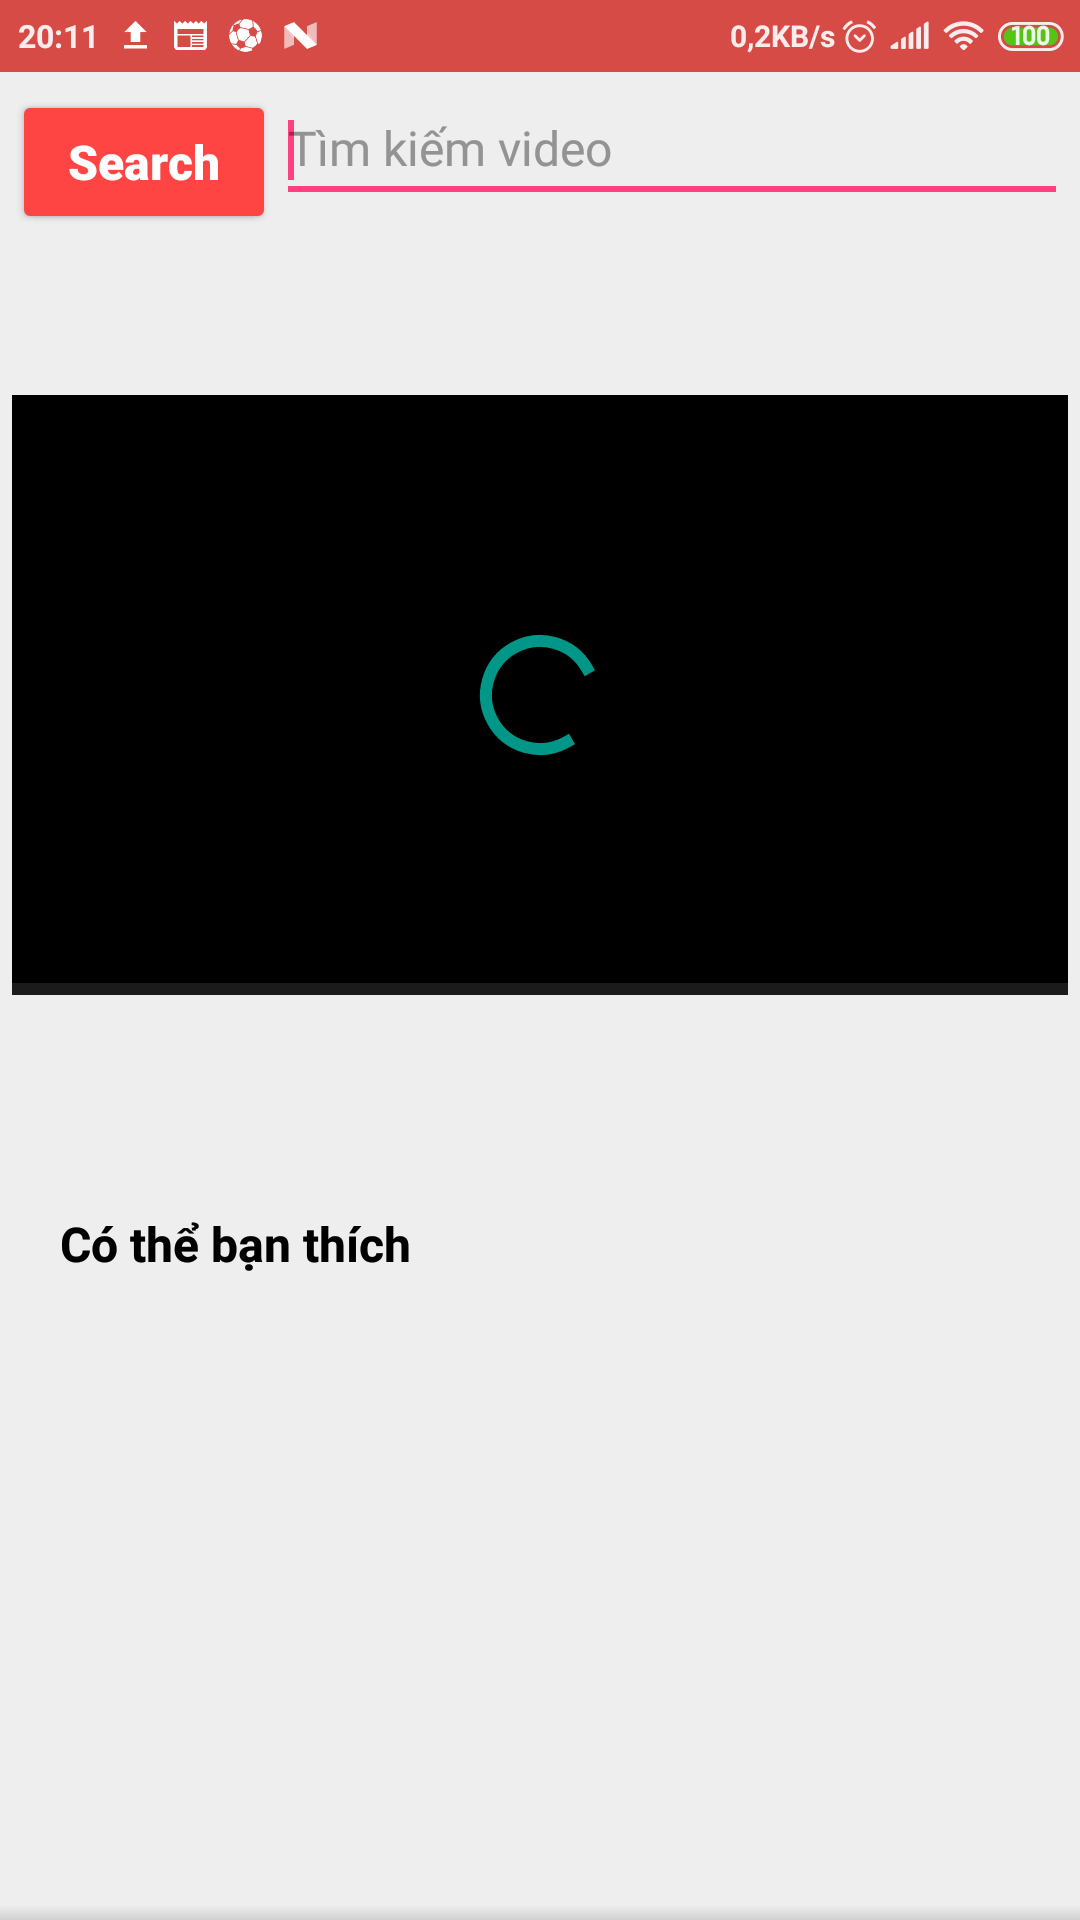 20:11
0,2KB/s
100
Search
Tìm kiếm video
Có thể bạn thích